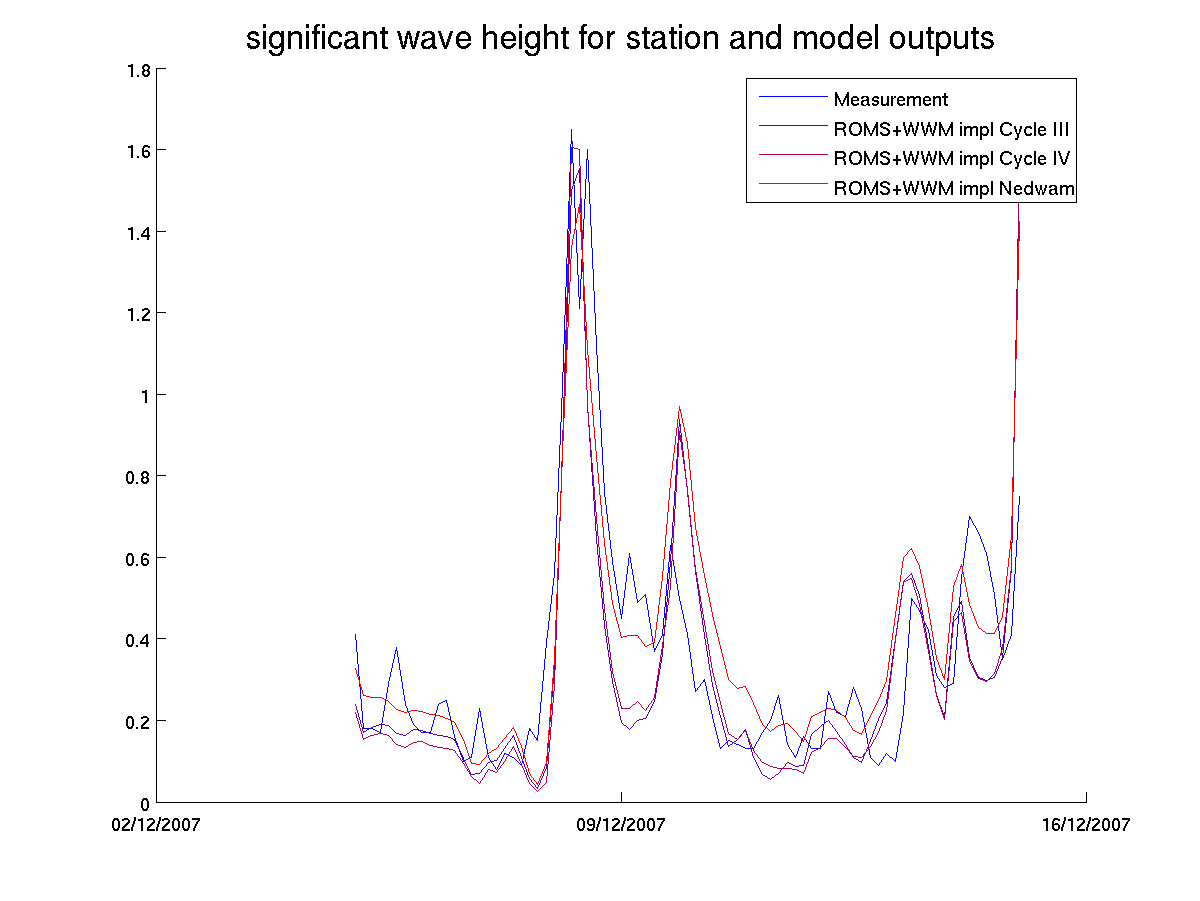 significant wave height for station and model outputs
1.8
1.6
1.4
1.2
1
0.8
0.6
0.4
0.2
0
02/12/2007
09/12/2007
16/12/2007
Measurement
ROMS+WWM impl Cycle III
ROMS+WWM impl Cycle IV
ROMS+WWM impl Nedwam